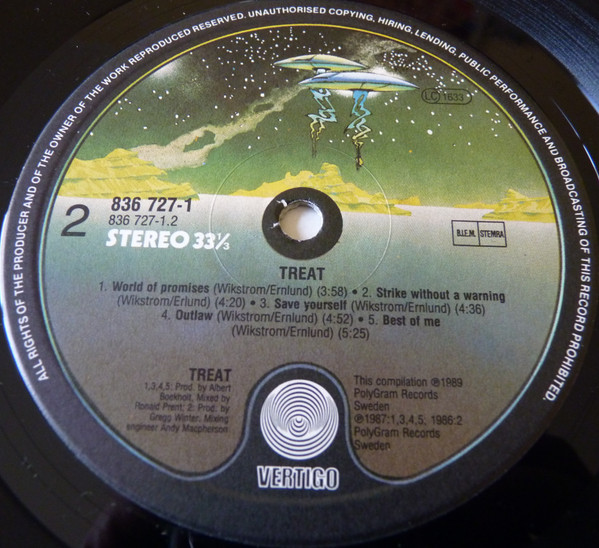 ALL RIGHTS OF THE PRODUCER AND OF THE OWNER OF THE WORK REPRODUCED RESERVED. UNAUTHORISED COPYING, HIRING, LENDING, PUBLIC PERFORMANCE AND BROADCASTING OF THIS RECORD PROHIBITED.
LC 1633
2
836 727-1
836 727-1.2
STEREO 33⅓
B.I.E.M. STEMRA
TREAT
1. World of promises (Wikstrom/Ernlund) (3:58) • 2. Strike without a warning
(Wikstrom/Erlund) (4:20) • 3. Save yourself (Wikstrom/Ernlund) (4:36)
4. Outlaw (Wikstrom/Ernlund) (4:52) • 5. Best of me
(Wikstrom/Ernlund) (5:25)
TREAT
1,3,4,5: Prod. by Albert
Boekholt, Mixed by
Ronald Prent; 2: Prod. by
Gregg Winter; Mixing
engineer Andy Macpherson
This compilation ℗1989
PolyGram Records
Sweden
℗1987:1,3,4,5; 1986:2
PolyGram Records
Sweden
VERTIGO